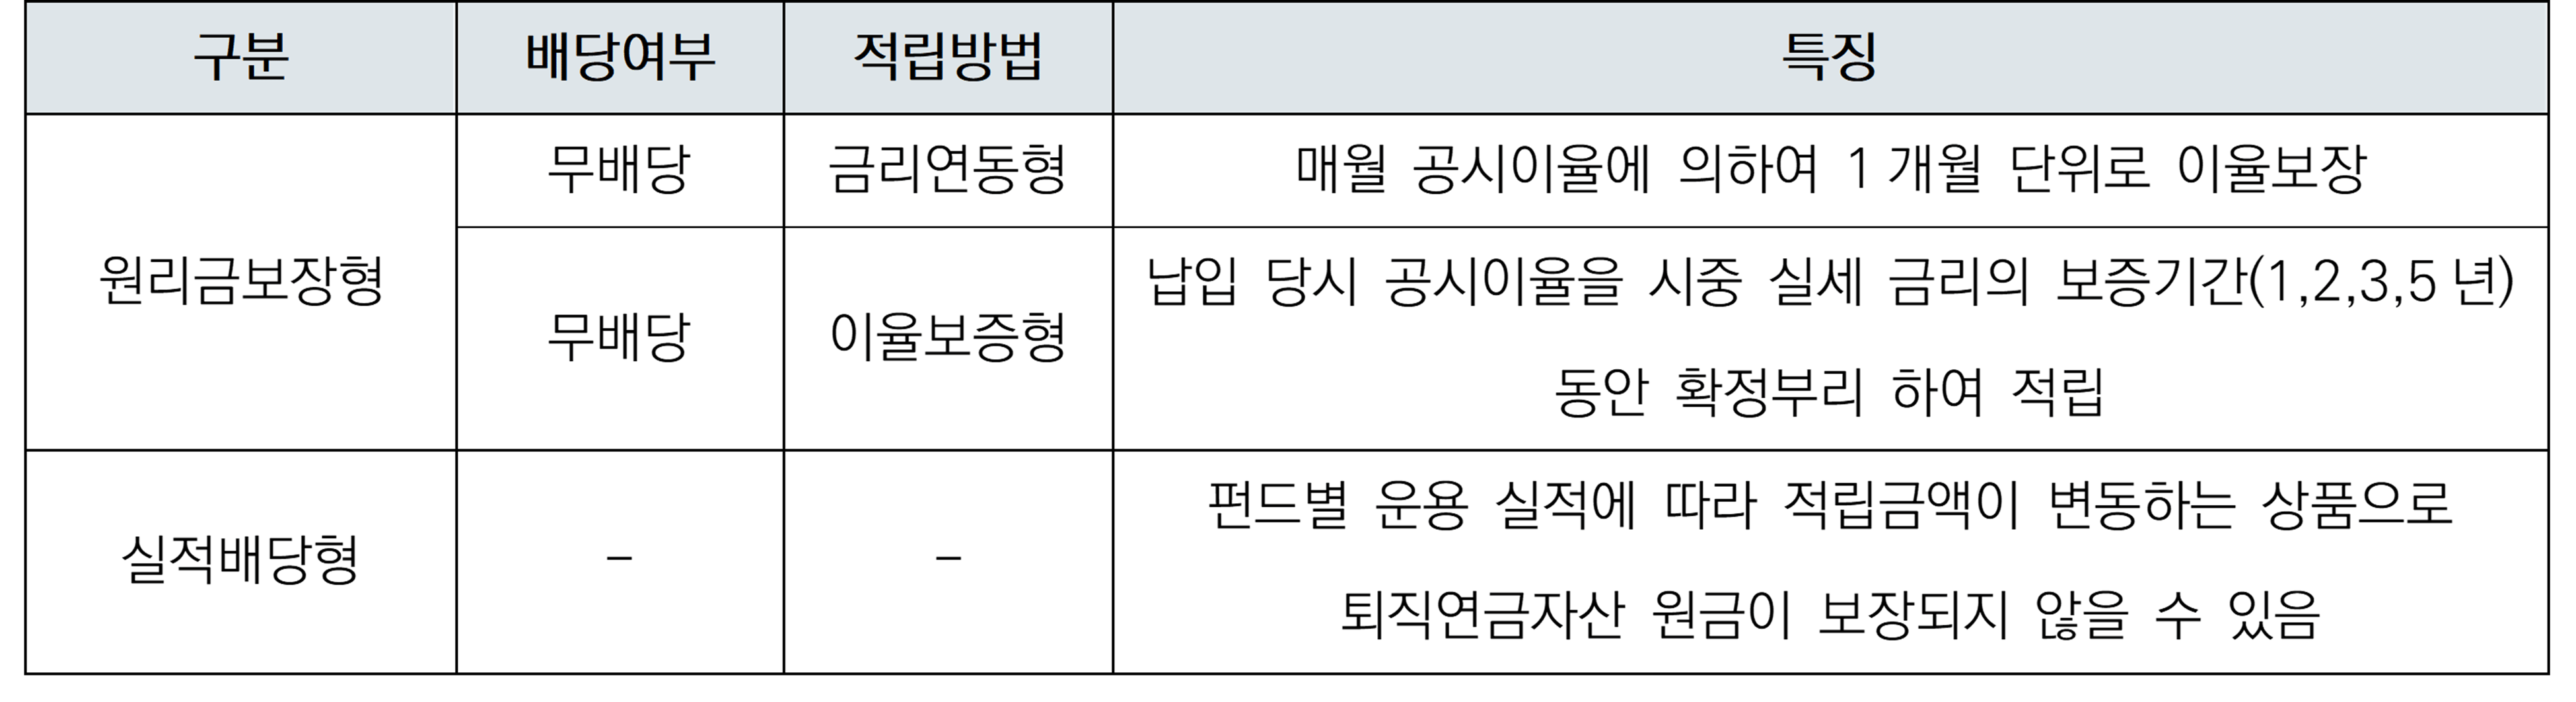 구분 배당여부 적립방법 특징
원리금보장형 무배당 금리연동형 매월 공시이율에 의하여 1개월 단위로 이율보장
무배당 이율보증형 납입 당시 공시이율을 시중 실세 금리의 보증기간(1,2,3,5년)
동안 확정부리 하여 적립
실적배당형 – – 펀드별 운용 실적에 따라 적립금액이 변동하는 상품으로
퇴직연금자산 원금이 보장되지 않을 수 있음